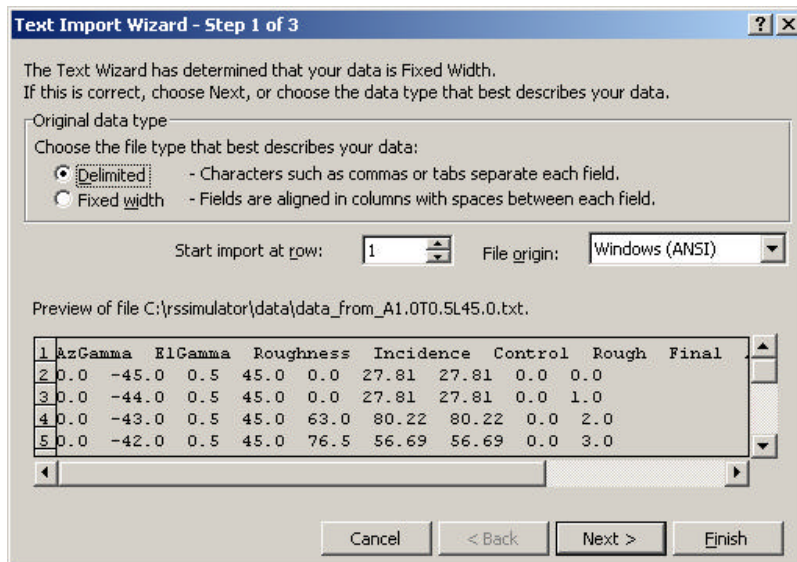 Text Import Wizard - Step 1 of 3
The Text Wizard has determined that your data is Fixed Width.
If this is correct, choose Next, or choose the data type that best describes your data.
Original data type
Choose the file type that best describes your data:
Delimited - Characters such as commas or tabs separate each field.
Fixed width - Fields are aligned in columns with spaces between each field.
Start import at row: 1 File origin: Windows (ANSI)
Preview of file C:\rssimulator\data\data_from_A1.0T0.5L45.0.txt.
1 AzGamma ElGamma Roughness Incidence Control Rough Final
2 0.0 -45.0 0.5 45.0 0.0 27.81 27.81 0.0 0.0
3 0.0 -44.0 0.5 45.0 0.0 27.81 27.81 0.0 1.0
4 0.0 -43.0 0.5 45.0 63.0 80.22 80.22 0.0 2.0
5 0.0 -42.0 0.5 45.0 76.5 56.69 56.69 0.0 3.0
Cancel < Back Next > Finish